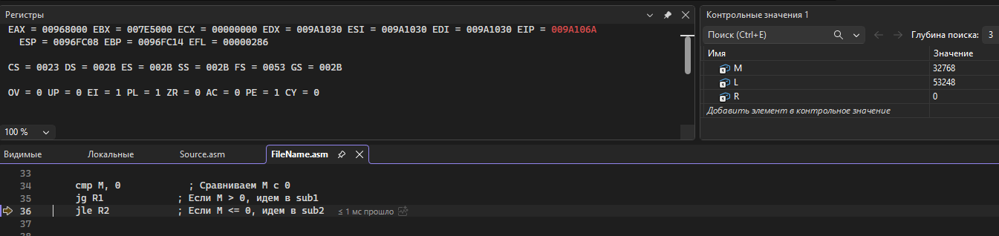 Регистры
EAX = 00968000 EBX = 007E5000 ECX = 00000000 EDX = 009A1030 ESI = 009A1030 EDI = 009A1030 EIP = 009A106A
ESP = 0096FC08 EBP = 0096FC14 EFL = 00000286
CS = 0023 DS = 002B ES = 002B SS = 002B FS = 0053 GS = 002B
OV = 0 UP = 0 EI = 1 PL = 1 ZR = 0 AC = 0 PE = 1 CY = 0
100 %
Контрольные значения 1
Поиск (Ctrl+E) Глубина поиска: 3
Имя Значение
M 32768
L 53248
R 0
Добавить элемент в контрольное значение
Видимые Локальные Source.asm FileName.asm
33
34 cmp M, 0 ; Сравниваем M с 0
35 jg R1 ; Если M > 0, идем в sub1
36 jle R2 ; Если M <= 0, идем в sub2 ≤ 1 мс прошло
37
38